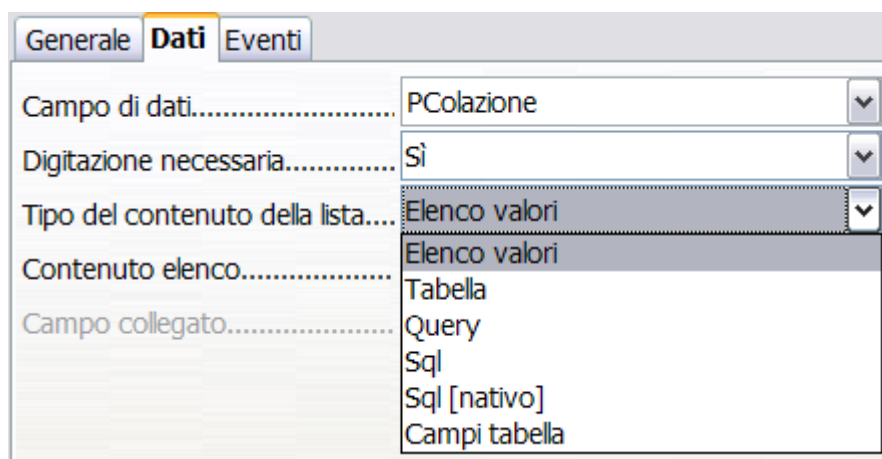 Generale Dati Eventi
Campo di dati......................... PColazione
Digitazione necessaria.............. Sì
Tipo del contenuto della lista.... Elenco valori
Elenco valori
Contenuto elenco...................
Tabella
Campo collegato..................... Query
Sql
Sql [nativo]
Campi tabella